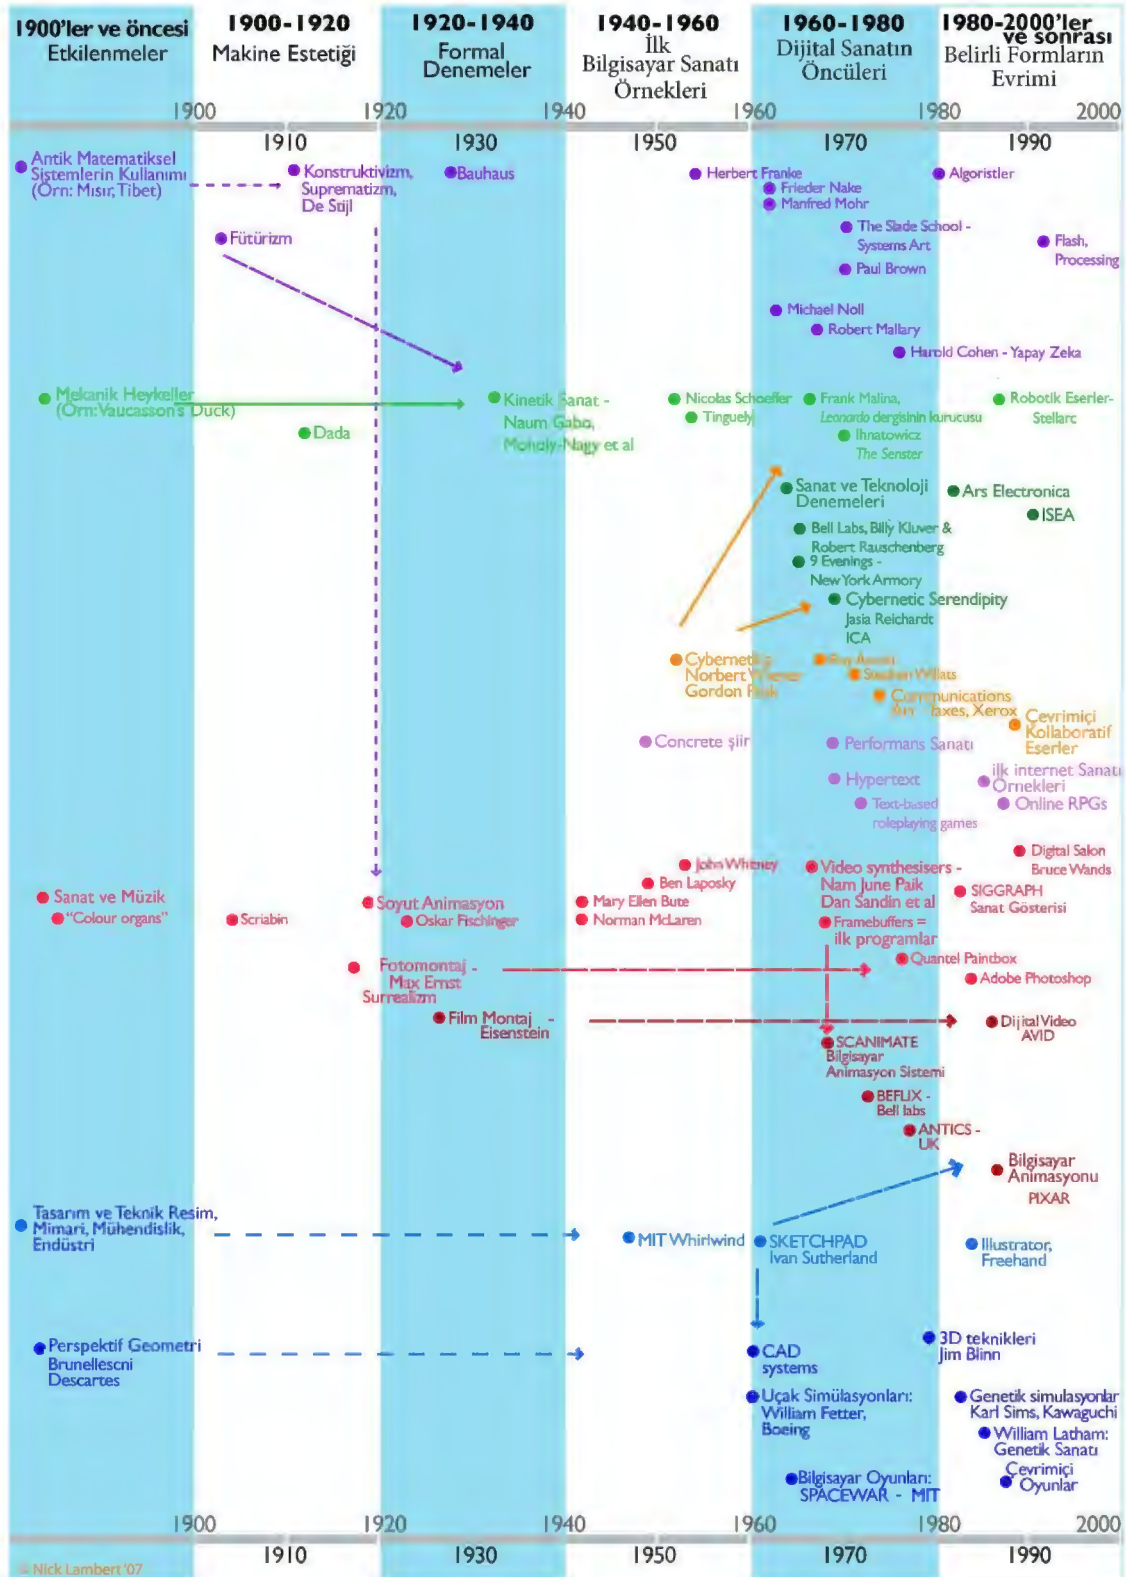 1900'ler ve öncesi
Etkilenmeler
1900-1920
Makine Estetiği
1920-1940
Formal
Denemeler
1940-1960
İlk
Bilgisayar Sanatı
Örnekleri
1960-1980
Dijital Sanatın
Öncüleri
1980-2000'ler
ve sonrası
Belirli Formların
Evrimi
1900 1920 1940 1960 1980 2000
1910 1930 1950 1970 1990
Antik Matematiksel
Sistemlerin Kullanımı
(Örn: Mısır, Tibet)
Konstruktivizm,
Suprematizm,
De Stijl
Bauhaus
Herbert Franke
Frieder Nake
Manfred Mohr
Algoristler
Fütürizm
The Slade School -
Systems Art
Flash,
Processing
Paul Brown
Michael Noll
Robert Mallary
Harold Cohen - Yapay Zeka
Mekanik Heykeller
(Örn: Vaucasson's Duck)
Dada
Kinetik Sanat -
Naum Gabo,
Moholy-Nagy et al
Nicolas Schoeffer
Tinguely
Frank Malina,
Leonardo dergisinin kurucusu
Ihnatowicz
The Senster
Robotik Eserler-
Stellarc
Sanat ve Teknoloji
Denemeleri
Ars Electronica
ISEA
Bell Labs, Billy Kluver &
Robert Rauschenberg
9 Evenings -
New York Armory
Cybernetic Serendipity
Jasia Reichardt
ICA
Norbert Wiener
Gordon
Stephen Willats
Communications
Xerox
Çevrimiçi
Kollaboratif
Eserler
Concrete şiir
Performans Sanatı
Hypertext
Text-based
roleplaying games
ilk internet Sanatı
Örnekleri
Online RPGs
Digital Salon
Bruce Wands
John Whitney
Ben Laposky
Mary Ellen Bute
Norman McLaren
Video synthesisers -
Nam June Paik
Dan Sandin et al
Framebuffers =
ilk programlar
SIGGRAPH
Sanat Gösterisi
Sanat ve Müzik
"Colour organs"
Scriabin
Soyut Animasyon
Oskar Fischinger
Quantel Paintbox
Adobe Photoshop
Fotomontaj -
Max Ernst
Surrealizm
Film Montaj -
Eisenstein
Dijital Video
AVID
SCANIMATE
Bilgisayar
Animasyon Sistemi
BEFLIX -
Bell labs
ANTICS -
UK
Bilgisayar
Animasyonu
PIXAR
Tasarım ve Teknik Resim,
Mimari, Mühendislik,
Endüstri
MIT Whirlwind
SKETCHPAD
Ivan Sutherland
Illustrator,
Freehand
Perspektif Geometri
Brunellescni
Descartes
CAD
systems
3D teknikleri
Jim Blinn
Uçak Simülasyonları:
William Fetter,
Boeing
Genetik simulasyonlar
Karl Sims, Kawaguchi
William Latham:
Genetik Sanatı
Bilgisayar Oyunları:
SPACEWAR - MIT
Çevrimiçi
Oyunlar
1900 1920 1940 1960 1980 2000
1910 1930 1950 1970 1990
© Nick Lambert '07